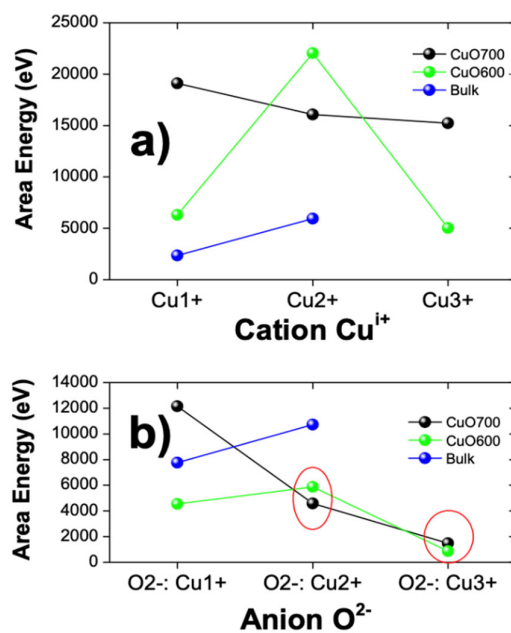 25000
20000
15000
10000
5000
0
Area Energy (eV)
a)
CuO700
CuO600
Bulk
Cu1+ Cu2+ Cu3+
Cation Cuⁱ⁺
14000
12000
10000
8000
6000
4000
2000
0
Area Energy (eV)
b)
CuO700
CuO600
Bulk
O2-: Cu1+ O2-: Cu2+ O2-: Cu3+
Anion O²⁻